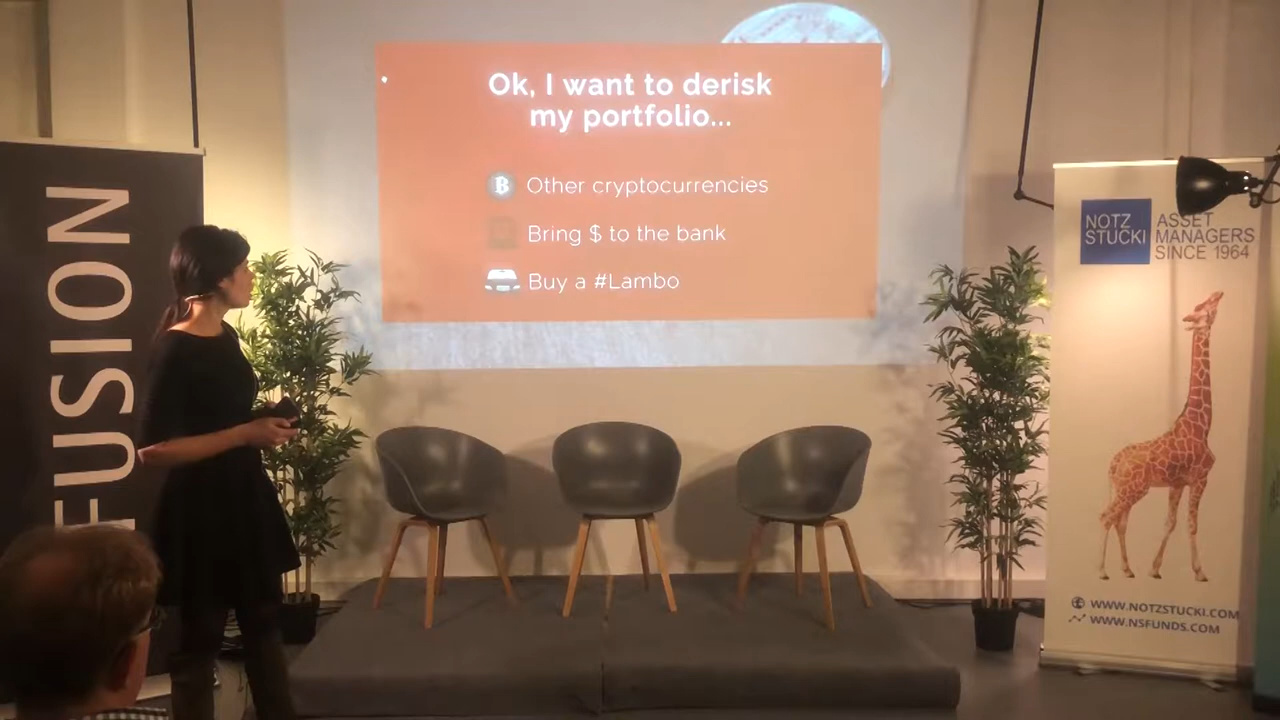 Ok, I want to derisk
my portfolio...
Other cryptocurrencies
Bring $ to the bank
Buy a #Lambo
FUSION
NOTZ
STUCKI
ASSET
MANAGERS
SINCE 1964
WWW.NOTZSTUCKI.COM
WWW.NSFUNDS.COM